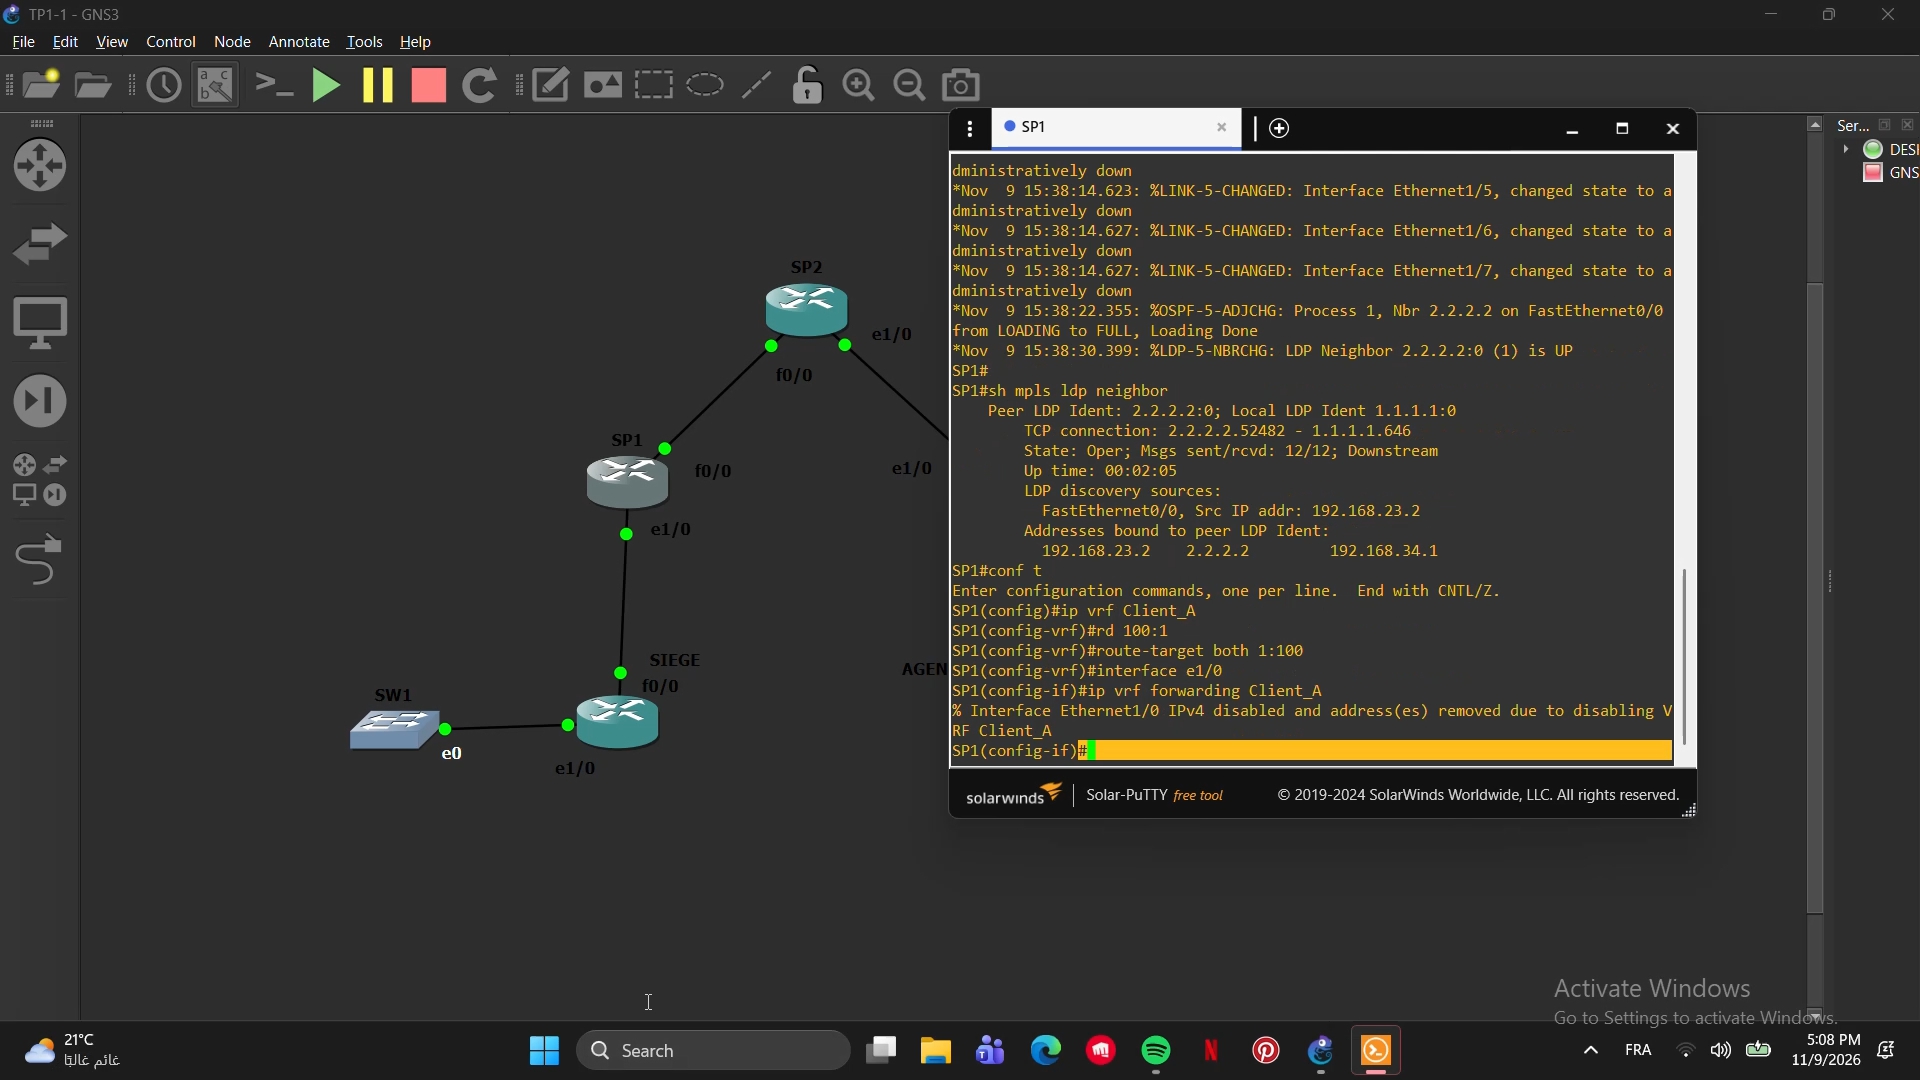 TP1-1 - GNS3
File Edit View Control Node Annotate Tools Help
SP1
Ser...
DESI
GNS
dministratively down
*Nov  9 15:38:14.623: %LINK-5-CHANGED: Interface Ethernet1/5, changed state to a
dministratively down
*Nov  9 15:38:14.627: %LINK-5-CHANGED: Interface Ethernet1/6, changed state to a
dministratively down
*Nov  9 15:38:14.627: %LINK-5-CHANGED: Interface Ethernet1/7, changed state to a
dministratively down
*Nov  9 15:38:22.355: %OSPF-5-ADJCHG: Process 1, Nbr 2.2.2.2 on FastEthernet0/0
from LOADING to FULL, Loading Done
*Nov  9 15:38:30.399: %LDP-5-NBRCHG: LDP Neighbor 2.2.2.2:0 (1) is UP
SP1#
SP1#sh mpls ldp neighbor
Peer LDP Ident: 2.2.2.2:0; Local LDP Ident 1.1.1.1:0
TCP connection: 2.2.2.2.52482 - 1.1.1.1.646
State: Oper; Msgs sent/rcvd: 12/12; Downstream
Up time: 00:02:05
LDP discovery sources:
FastEthernet0/0, Src IP addr: 192.168.23.2
Addresses bound to peer LDP Ident:
192.168.23.2    2.2.2.2         192.168.34.1
SP1#conf t
Enter configuration commands, one per line.  End with CNTL/Z.
SP1(config)#ip vrf Client_A
SP1(config-vrf)#rd 100:1
SP1(config-vrf)#route-target both 1:100
SP1(config-vrf)#interface e1/0
SP1(config-if)#ip vrf forwarding Client_A
% Interface Ethernet1/0 IPv4 disabled and address(es) removed due to disabling V
RF Client_A
SP1(config-if)#
solarwinds
Solar-PuTTY free tool
© 2019-2024 SolarWinds Worldwide, LLC. All rights reserved.
SP2
e1/0
f0/0
SP1
f0/0
e1/0
e1/0
SIEGE
f0/0
AGEN
SW1
e0
e1/0
Activate Windows
Go to Settings to activate Windows.
21°C
غائم غالبًا
Search
FRA
5:08 PM
11/9/2026